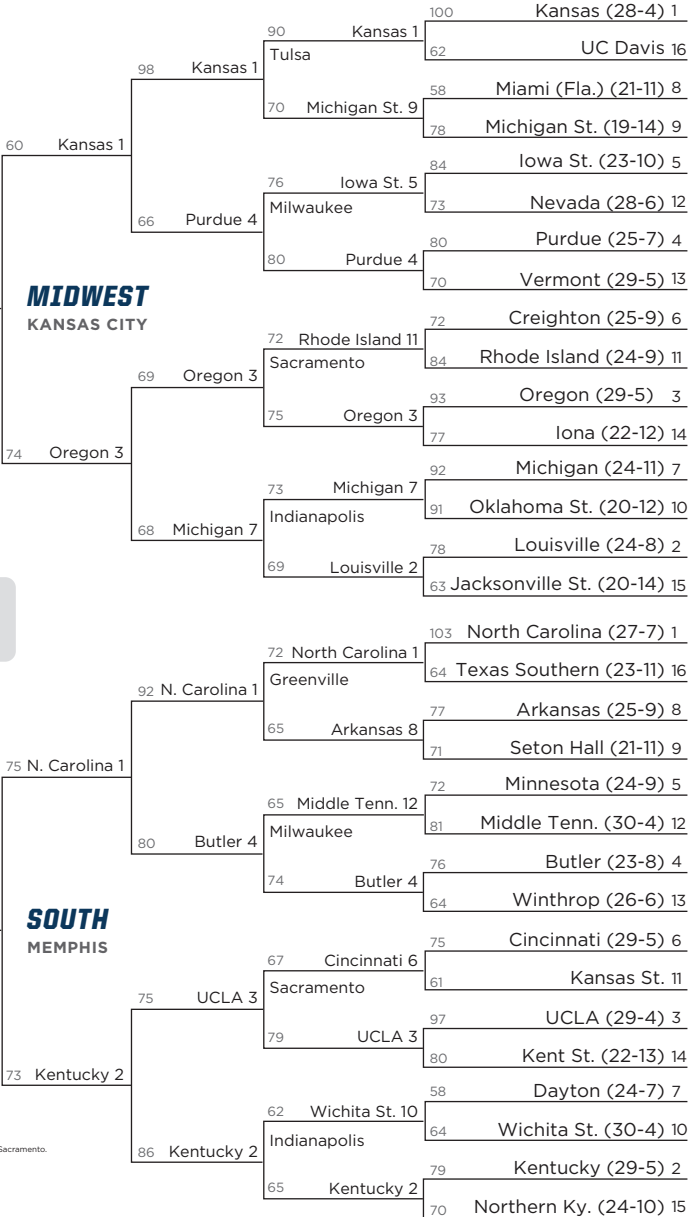 100 Kansas (28-4) 1
90 Kansas 1
62 UC Davis 16
Tulsa
98 Kansas 1
58 Miami (Fla.) (21-11) 8
70 Michigan St. 9
78 Michigan St. (19-14) 9
60 Kansas 1
84 Iowa St. (23-10) 5
76 Iowa St. 5
73 Nevada (28-6) 12
Milwaukee
66 Purdue 4
80 Purdue (25-7) 4
80 Purdue 4
70 Vermont (29-5) 13
MIDWEST
KANSAS CITY
72 Creighton (25-9) 6
72 Rhode Island 11
84 Rhode Island (24-9) 11
Sacramento
69 Oregon 3
93 Oregon (29-5) 3
75 Oregon 3
77 Iona (22-12) 14
74 Oregon 3
92 Michigan (24-11) 7
73 Michigan 7
91 Oklahoma St. (20-12) 10
Indianapolis
68 Michigan 7
78 Louisville (24-8) 2
69 Louisville 2
63 Jacksonville St. (20-14) 15
103 North Carolina (27-7) 1
72 North Carolina 1
64 Texas Southern (23-11) 16
Greenville
92 N. Carolina 1
77 Arkansas (25-9) 8
65 Arkansas 8
71 Seton Hall (21-11) 9
75 N. Carolina 1
72 Minnesota (24-9) 5
65 Middle Tenn. 12
81 Middle Tenn. (30-4) 12
Milwaukee
80 Butler 4
76 Butler (23-8) 4
74 Butler 4
64 Winthrop (26-6) 13
SOUTH
MEMPHIS
75 Cincinnati (29-5) 6
67 Cincinnati 6
61 Kansas St. 11
Sacramento
75 UCLA 3
97 UCLA (29-4) 3
79 UCLA 3
80 Kent St. (22-13) 14
73 Kentucky 2
58 Dayton (24-7) 7
62 Wichita St. 10
64 Wichita St. (30-4) 10
Indianapolis
Sacramento.
86 Kentucky 2
79 Kentucky (29-5) 2
65 Kentucky 2
70 Northern Ky. (24-10) 15